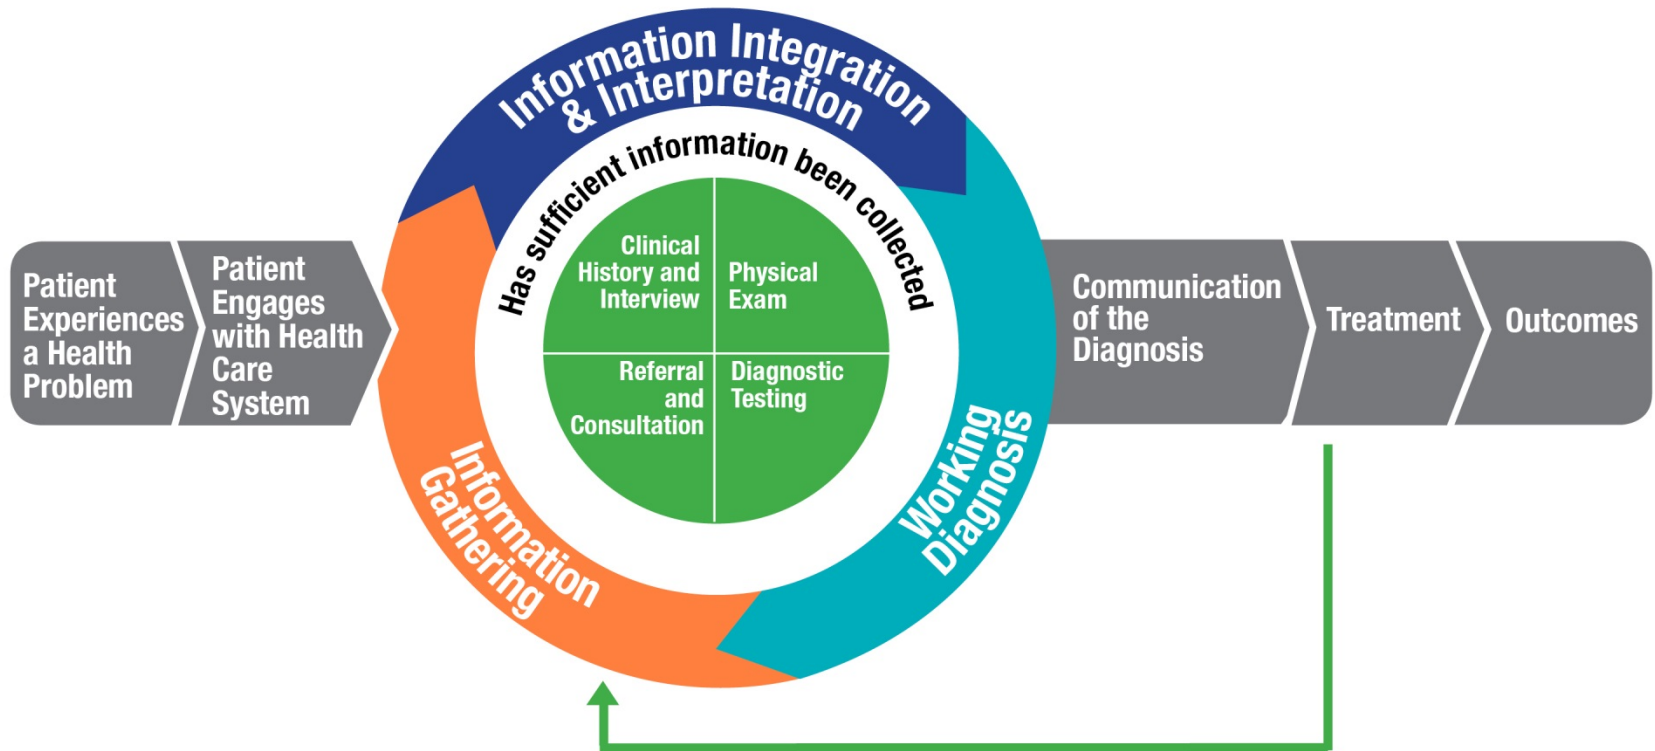 Patient
Experiences
a Health
Problem
Patient
Engages
with Health
Care
System
Information Integration
& Interpretation
Has sufficient information been collected
Clinical
History and
Interview
Physical
Exam
Referral
and
Consultation
Diagnostic
Testing
Information
Gathering
Working
Diagnosis
Communication
of the
Diagnosis
Treatment
Outcomes